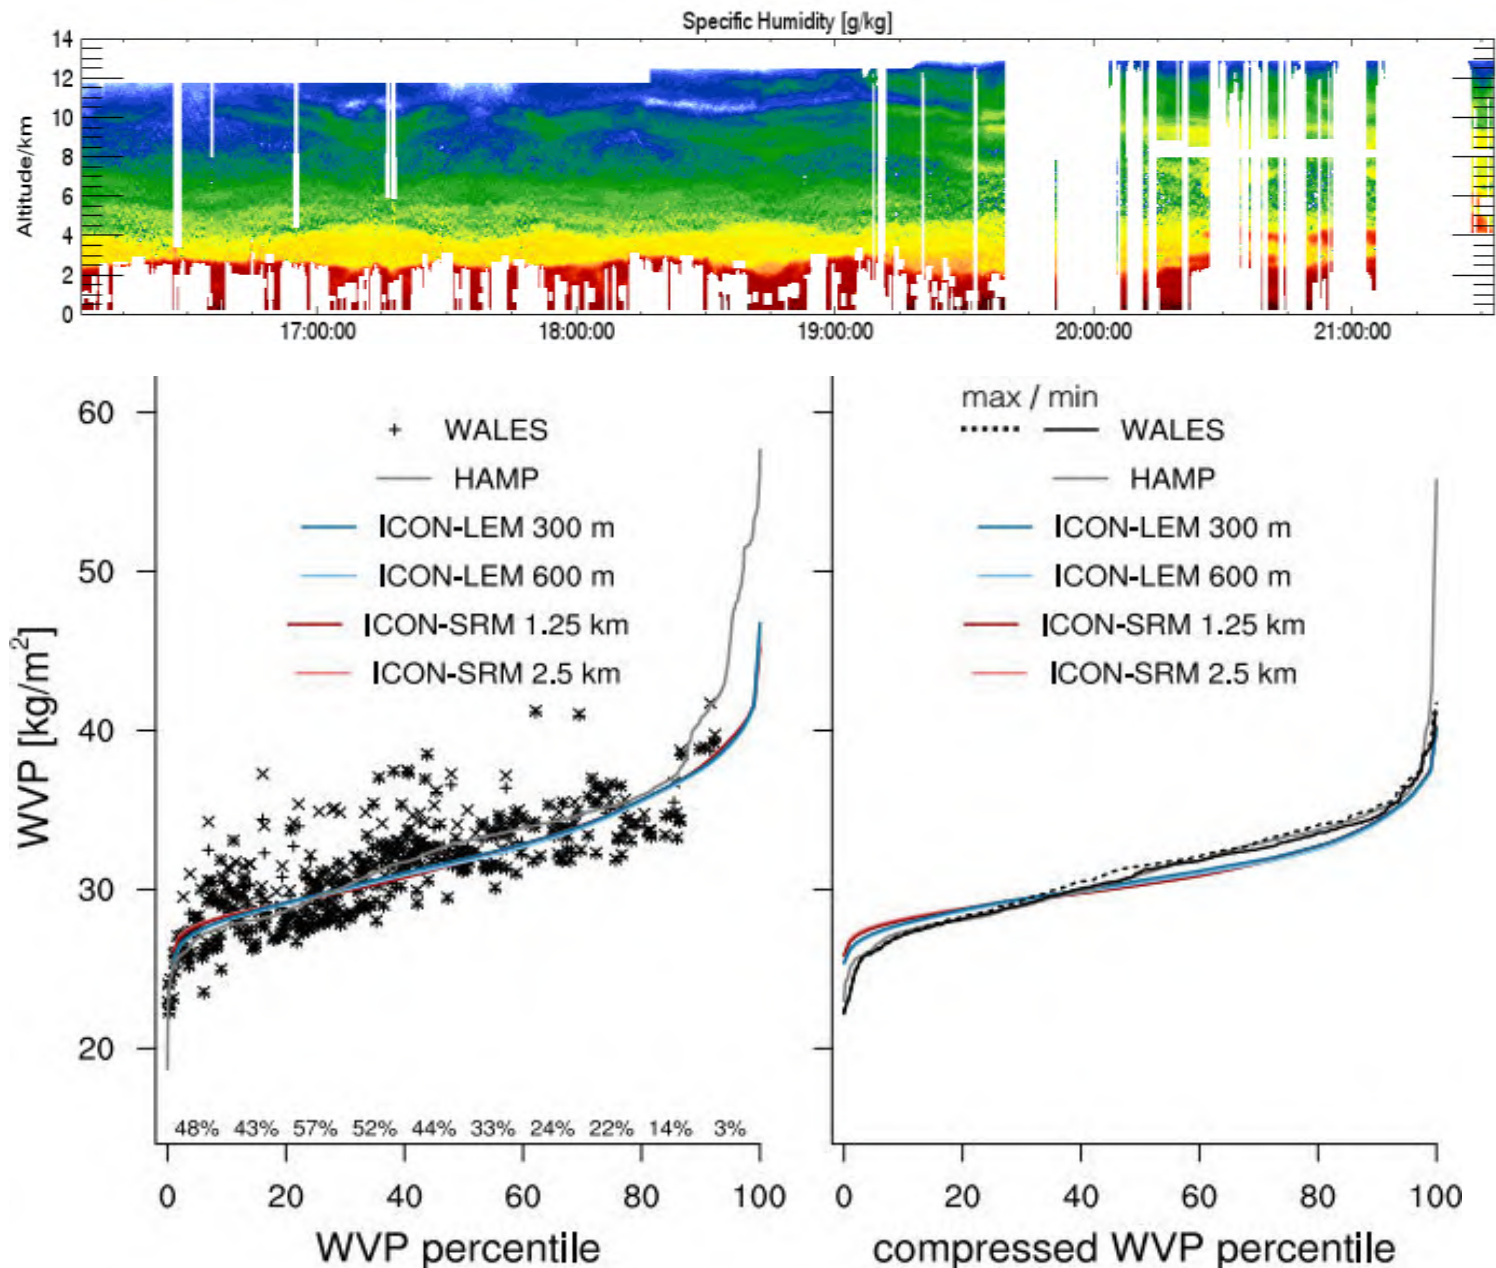 Specific Humidity [g/kg]
14
12
10
8
6
4
2
0
Altitude/km
17:00:00 18:00:00 19:00:00 20:00:00 21:00:00
60
50
40
30
20
WVP [kg/m²]
+ WALES
HAMP
ICON-LEM 300 m
ICON-LEM 600 m
ICON-SRM 1.25 km
ICON-SRM 2.5 km
48% 43% 57% 52% 44% 33% 24% 22% 14% 3%
0 20 40 60 80 100
WVP percentile
max / min
WALES
HAMP
ICON-LEM 300 m
ICON-LEM 600 m
ICON-SRM 1.25 km
ICON-SRM 2.5 km
0 20 40 60 80 100
compressed WVP percentile